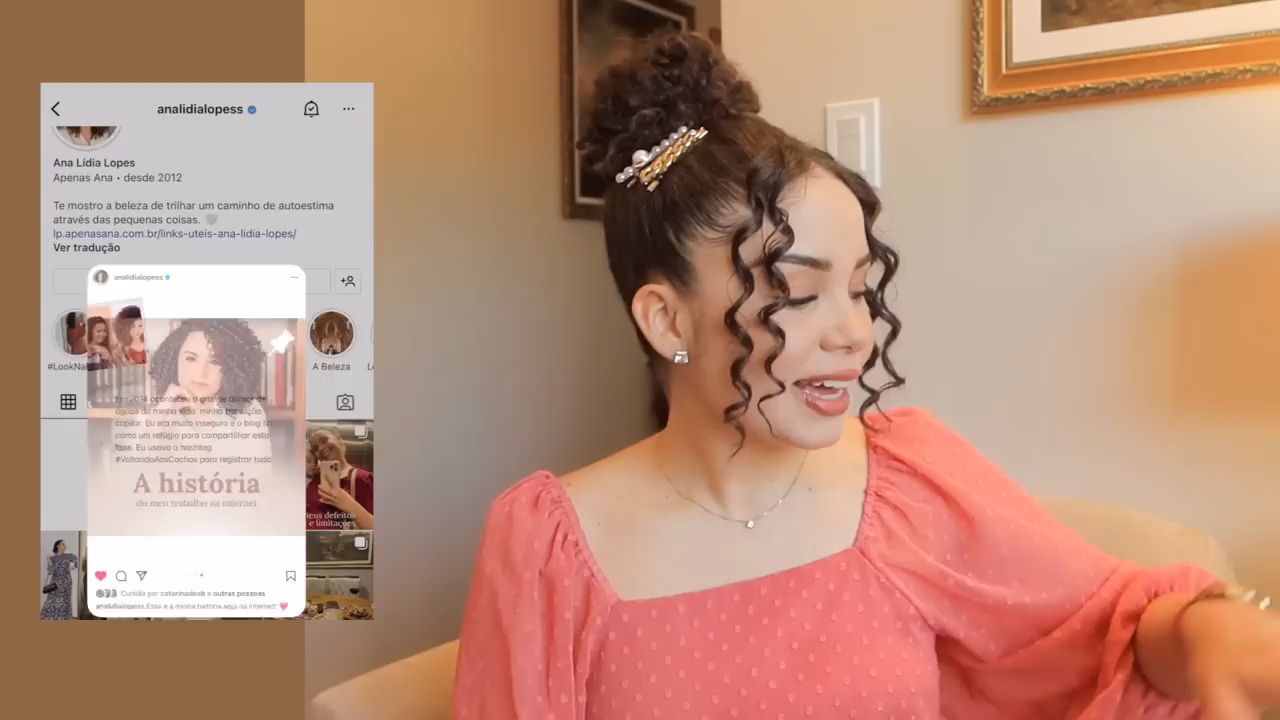 analidialopess
Ana Lídia Lopes
Apenas Ana • desde 2012
Te mostro a beleza de trilhar um caminho de autoestima
através das pequenas coisas.
lp.apenasana.com.br/links-uteis-ana-lidia-lopes/
Ver tradução
analidialopess
#LookNa
A Beleza
Em 2014 aconteceu o grande divisor de
águas da minha vida: minha transição
capilar. Eu era muito insegura e o blog foi
como um refúgio para compartilhar esta
fase. Eu usava a hashtag
#VoltandoAosCachos para registrar tudo
A história
do meu trabalho na internet
meus defeitos
e limitações
Curtido por catarinadeob e outras pessoas
analidialopess Essa é a minha história aqui na internet!